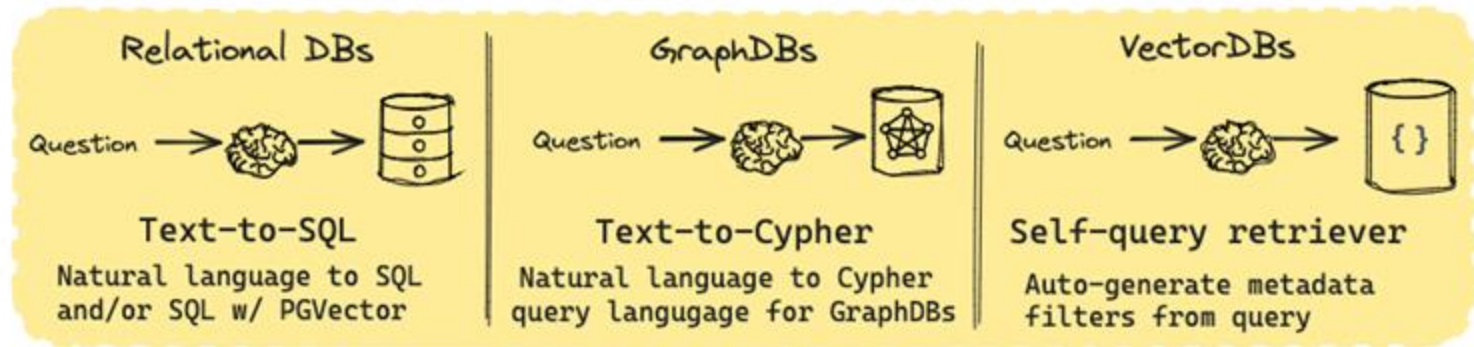 Relational DBs
Question
Text-to-SQL
Natural language to SQL
and/or SQL w/ PGVector
GraphDBs
Question
Text-to-Cypher
Natural language to Cypher
query langugage for GraphDBs
VectorDBs
Question
{}
Self-query retriever
Auto-generate metadata
filters from query